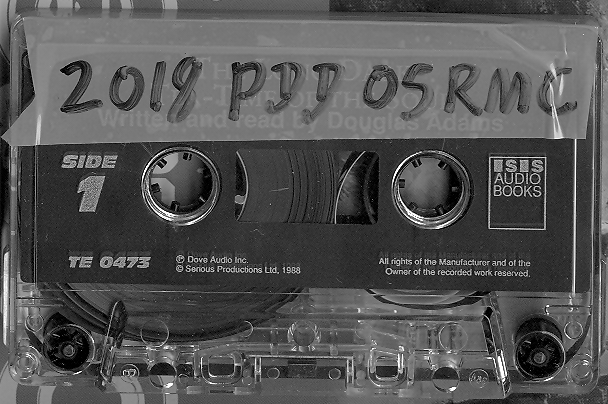 2018 PDD 05RMC
Written and read by Douglas Adams
SIDE
1
ISIS
AUDIO
BOOKS
TE 0473
℗ Dove Audio Inc.
© Serious Productions Ltd, 1988
All rights of the Manufacturer and of the
Owner of the recorded work reserved.